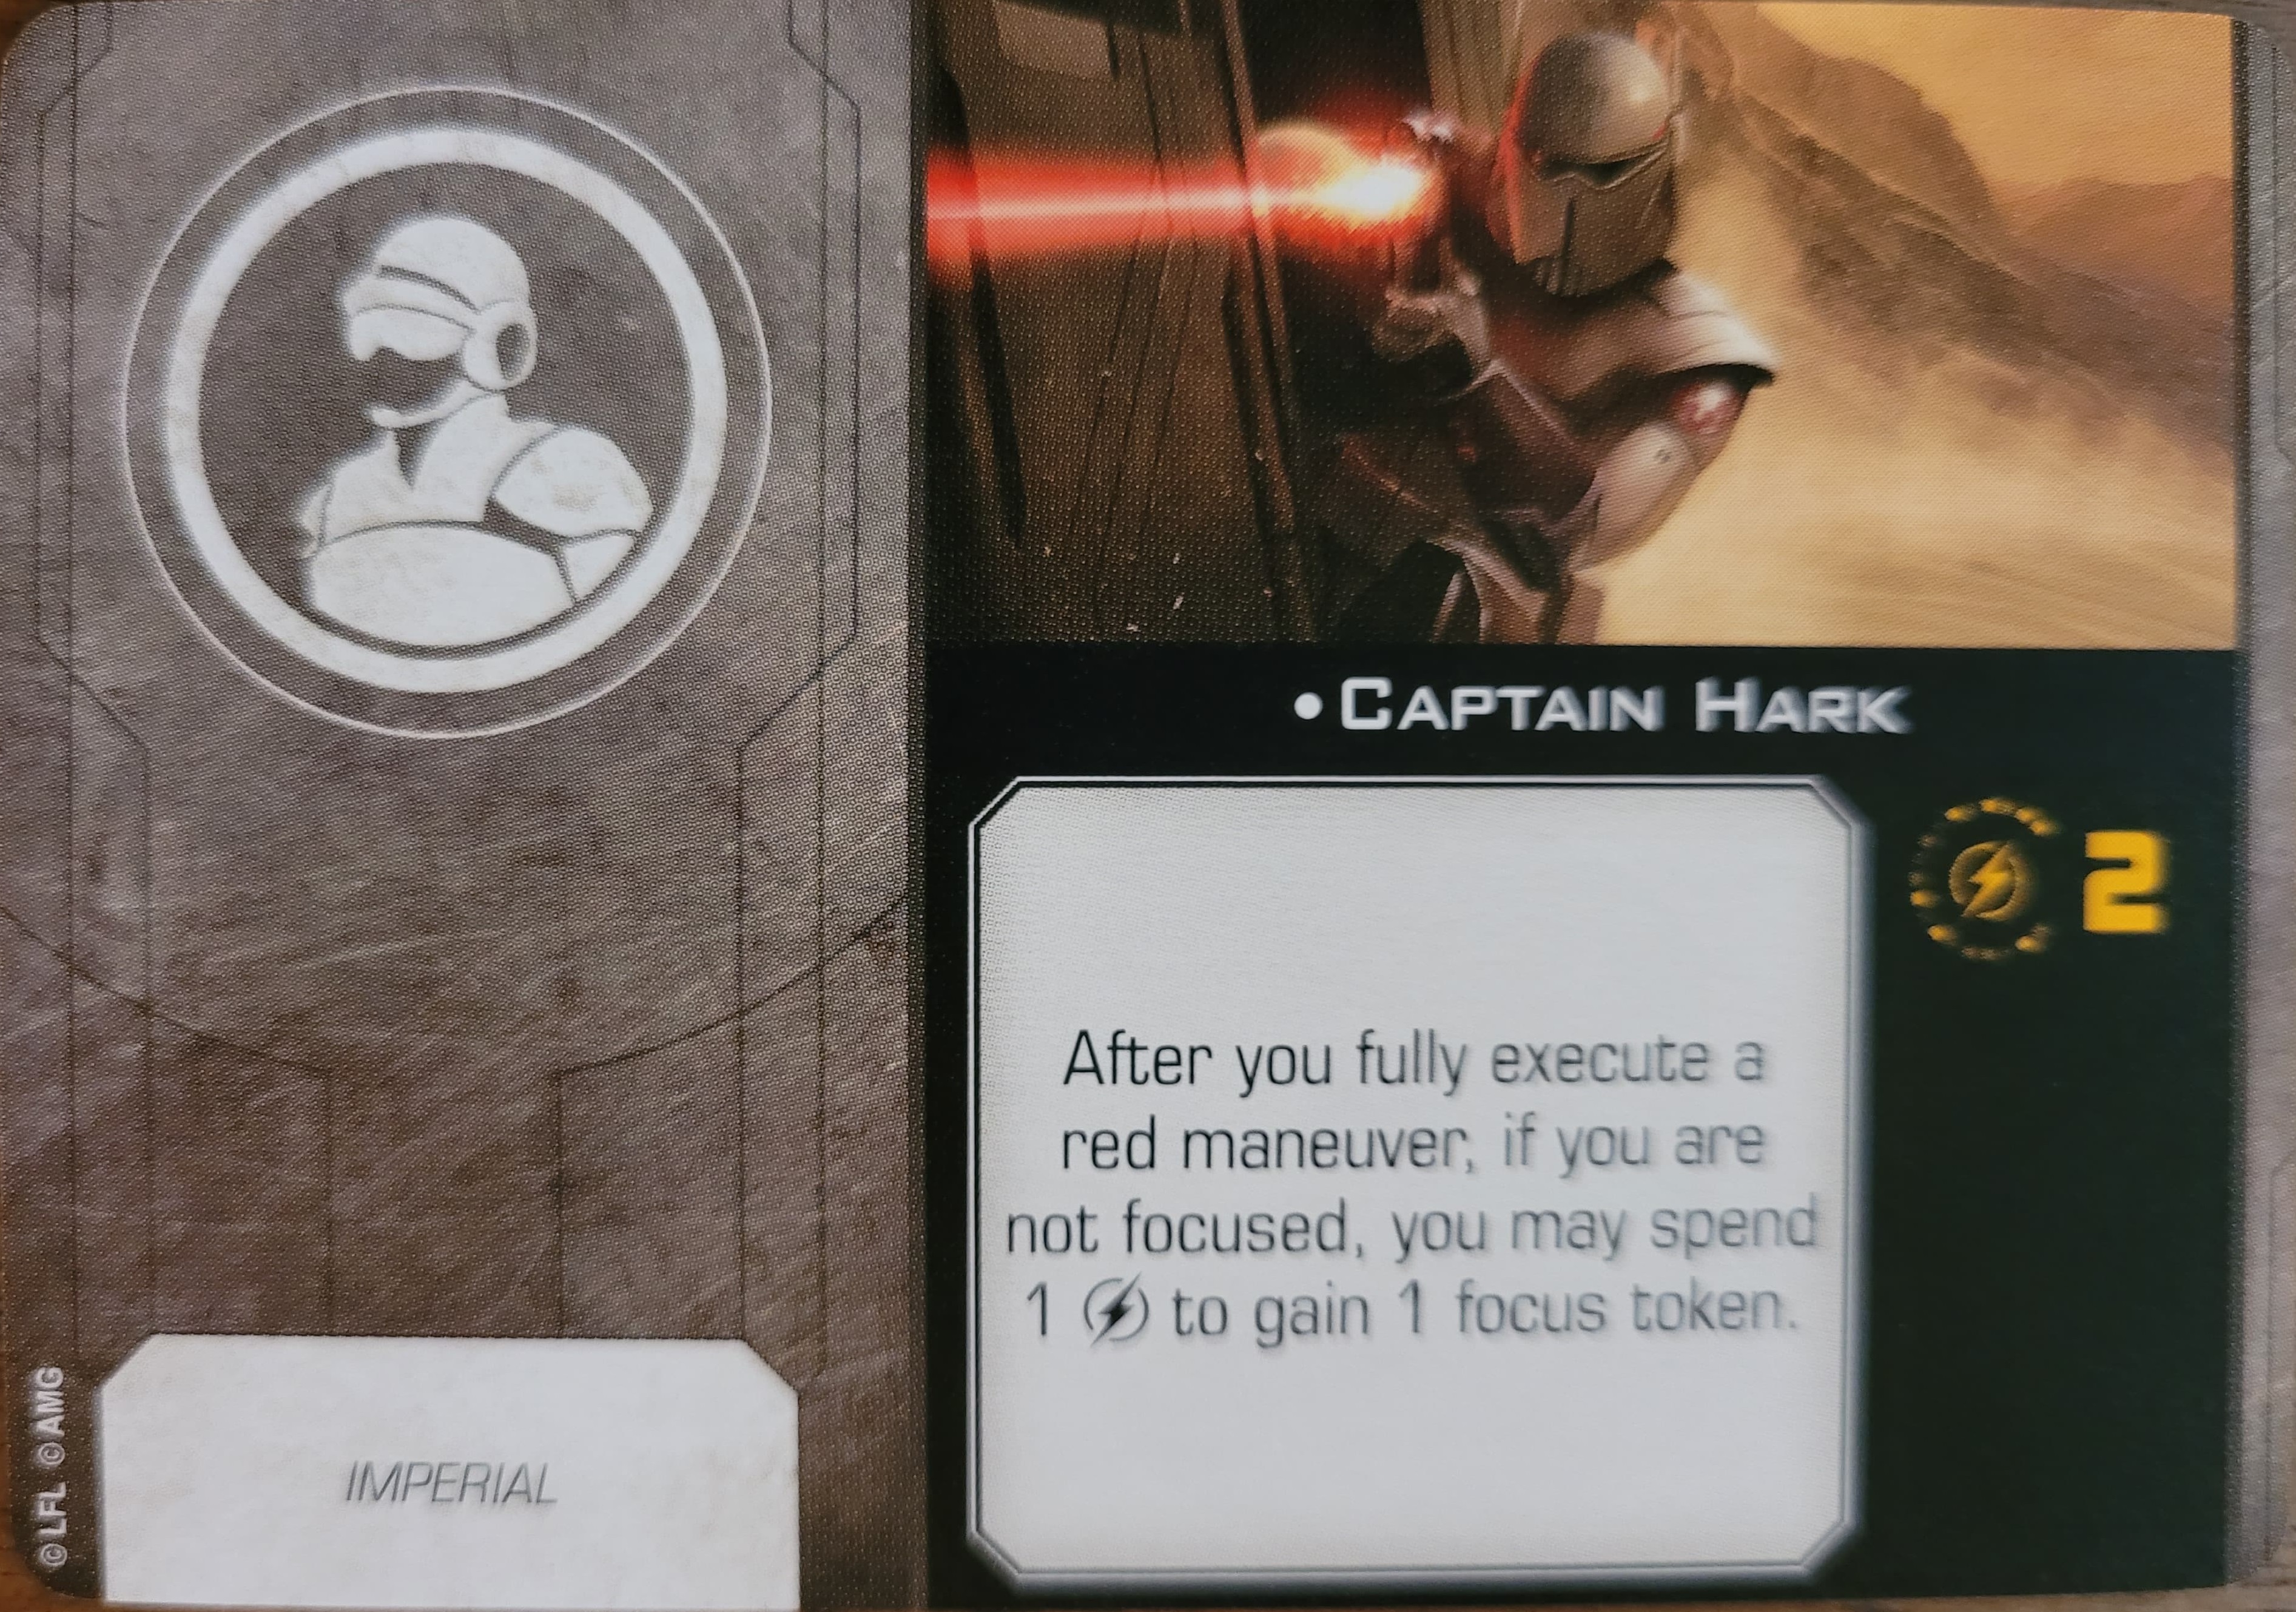 • CAPTAIN HARK
2
After you fully execute a
red maneuver, if you are
not focused, you may spend
1 to gain 1 focus token.
IMPERIAL
©LFL ©AMG